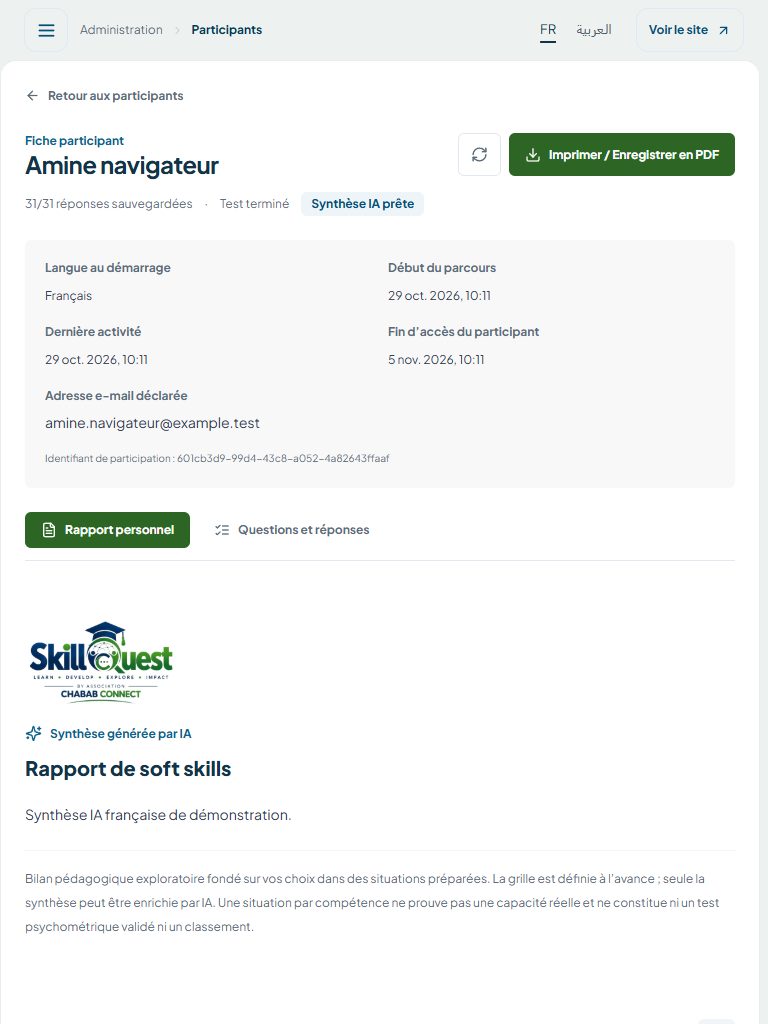 Administration
Participants
FR
العربية
Voir le site
Retour aux participants
Fiche participant
Amine navigateur
Imprimer / Enregistrer en PDF
31/31 réponses sauvegardées · Test terminé
Synthèse IA prête
Langue au démarrage
Début du parcours
Français
29 oct. 2026, 10:11
Dernière activité
Fin d’accès du participant
29 oct. 2026, 10:11
5 nov. 2026, 10:11
Adresse e-mail déclarée
amine.navigateur@example.test
Identifiant de participation : 601cb3d9-99d4-43c8-a052-4a82643ffaaf
Rapport personnel
Questions et réponses
SkillQuest
LEARN • DEVELOP • EXPLORE • IMPACT
BY ASSOCIATION
CHABAB CONNECT
Synthèse générée par IA
Rapport de soft skills
Synthèse IA française de démonstration.
Bilan pédagogique exploratoire fondé sur vos choix dans des situations préparées. La grille est définie à l’avance ; seule la
synthèse peut être enrichie par IA. Une situation par compétence ne prouve pas une capacité réelle et ne constitue ni un test
psychométrique validé ni un classement.